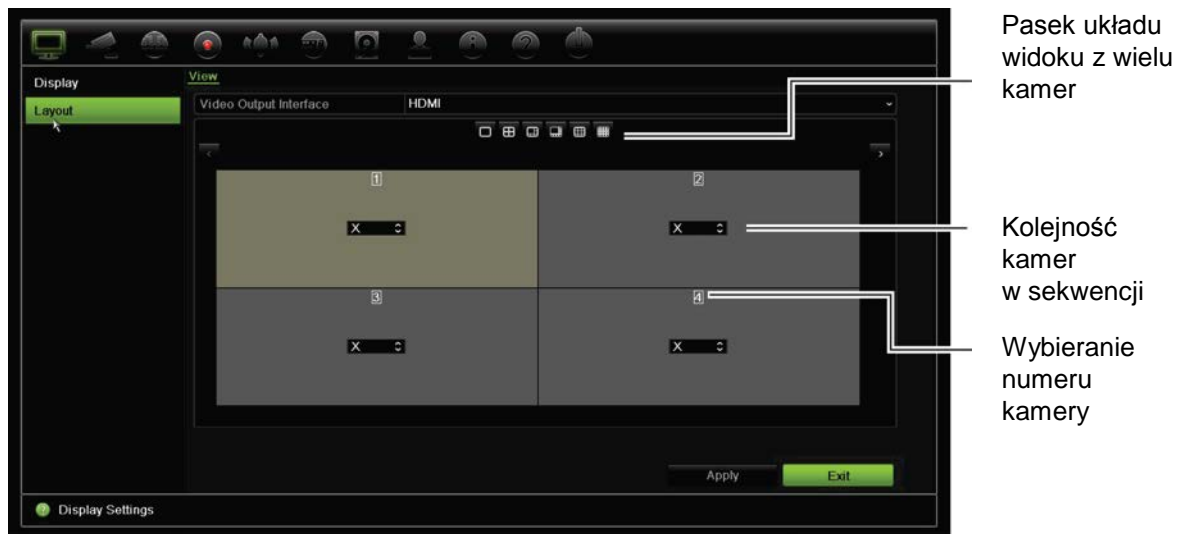 Display
Layout
View
Video Output Interface HDMI
1
X
2
X
3
X
4
X
Apply
Exit
Display Settings
Pasek układu
widoku z wielu
kamer
Kolejność
kamer
w sekwencji
Wybieranie
numeru
kamery